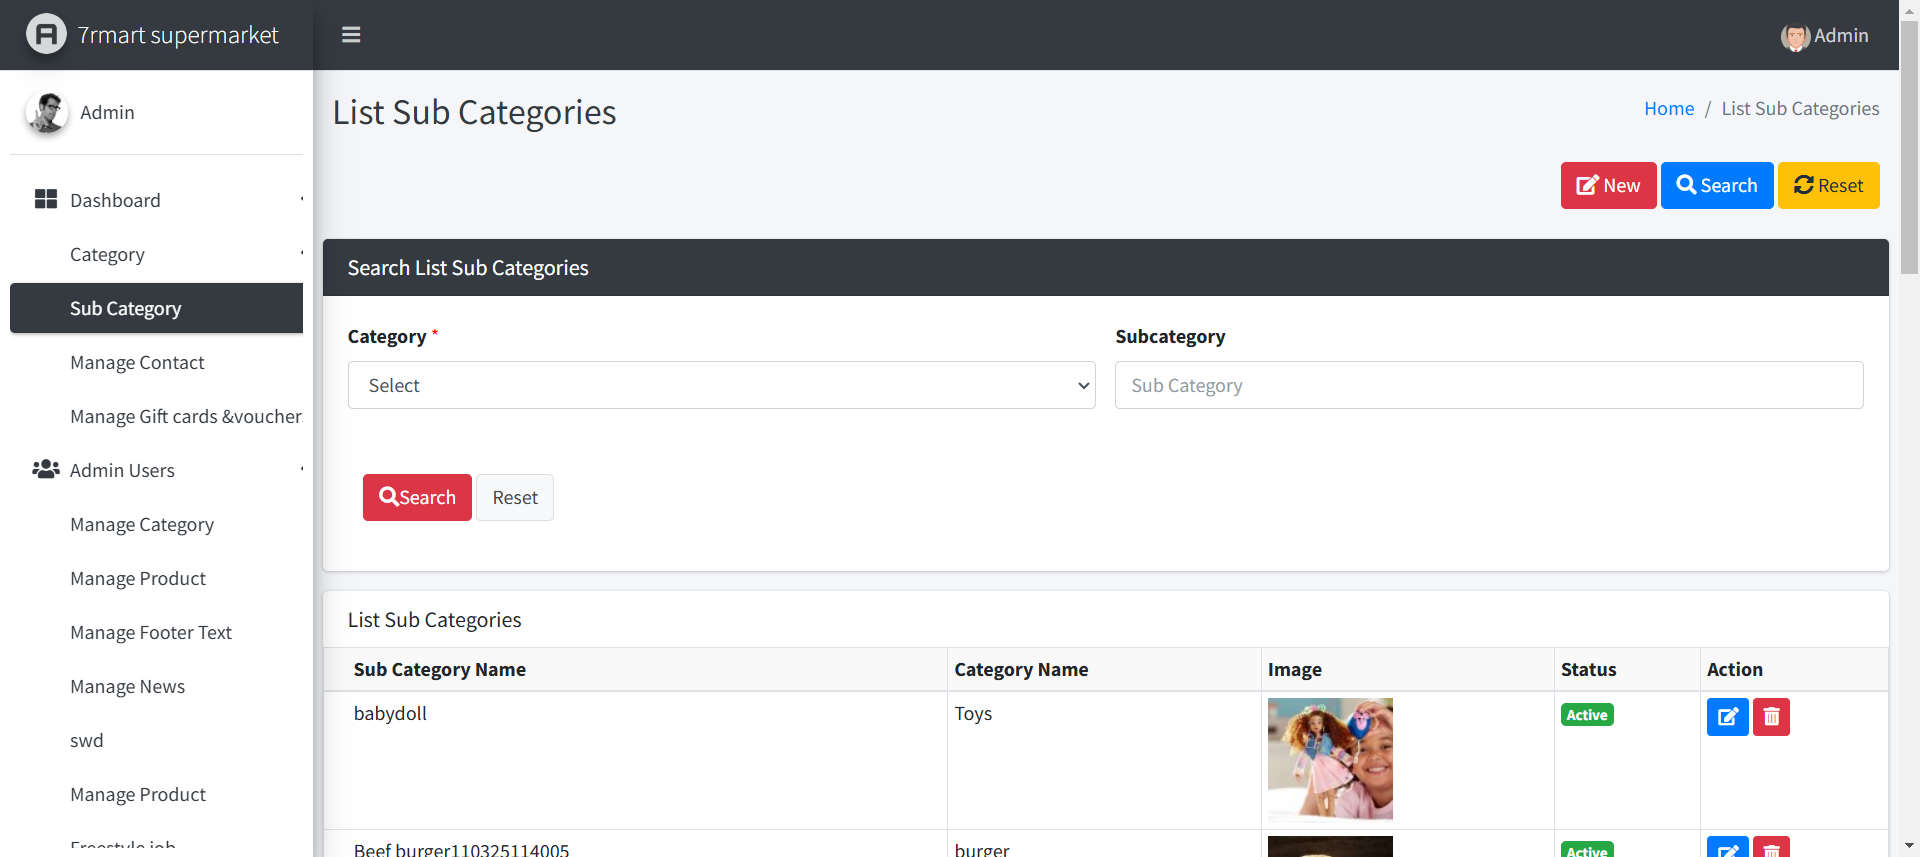 7rmart supermarket
Admin
Admin
List Sub Categories
Home / List Sub Categories
New
Search
Reset
Dashboard
Category
Sub Category
Manage Contact
Manage Gift cards &voucher
Admin Users
Manage Category
Manage Product
Manage Footer Text
Manage News
swd
Manage Product
Freestyle job
Search List Sub Categories
Category *
Subcategory
Select
Sub Category
Search
Reset
List Sub Categories
Sub Category Name Category Name Image Status Action
babydoll Toys Active
Beef burger110325114005 burger Active